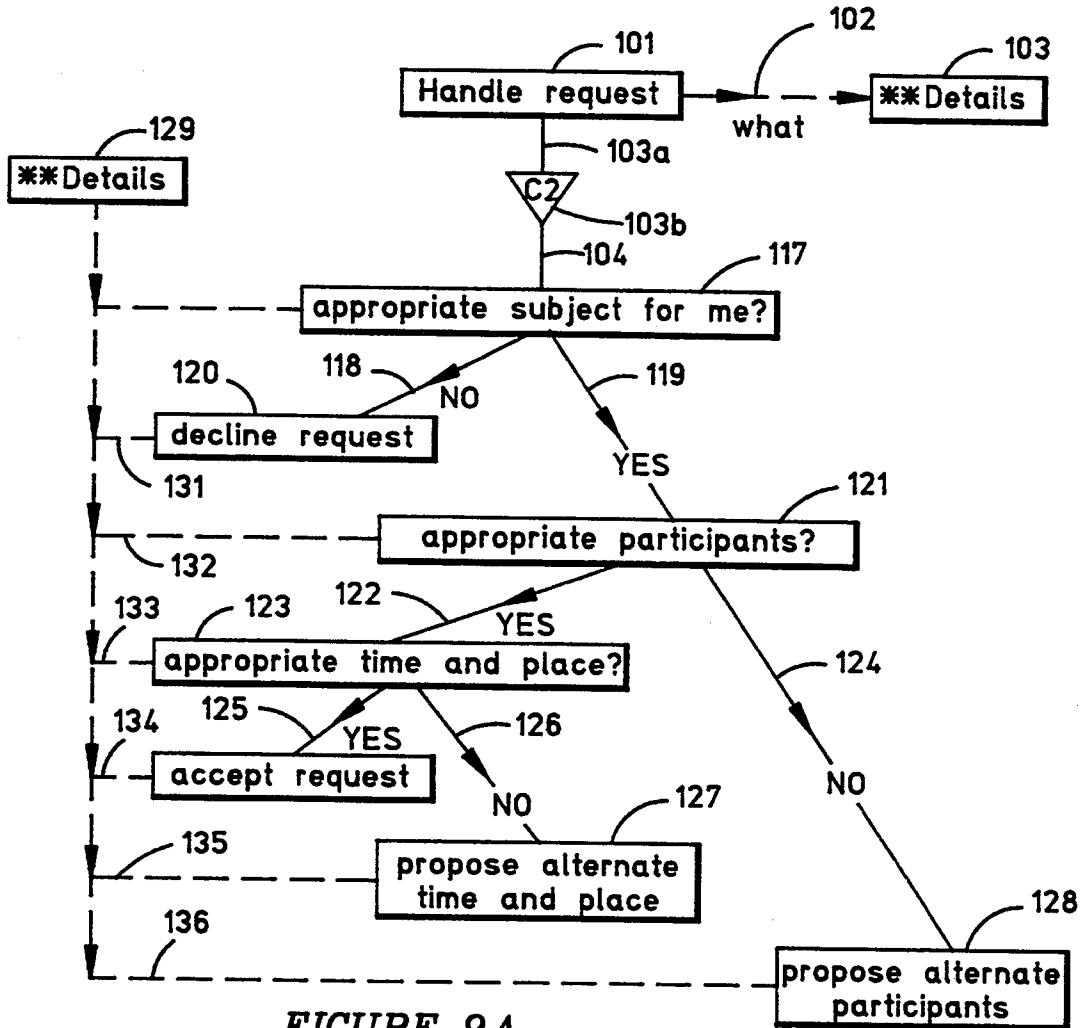 101
102
103
Handle request
**Details
what
103a
129
**Details
C2
103b
104
117
appropriate subject for me?
118
119
120
NO
decline request
YES
131
121
appropriate participants?
132
122
133
123
YES
appropriate time and place?
124
134
125
126
YES
accept request
NO
NO
127
135
propose alternate
time and place
128
136
propose alternate
participants